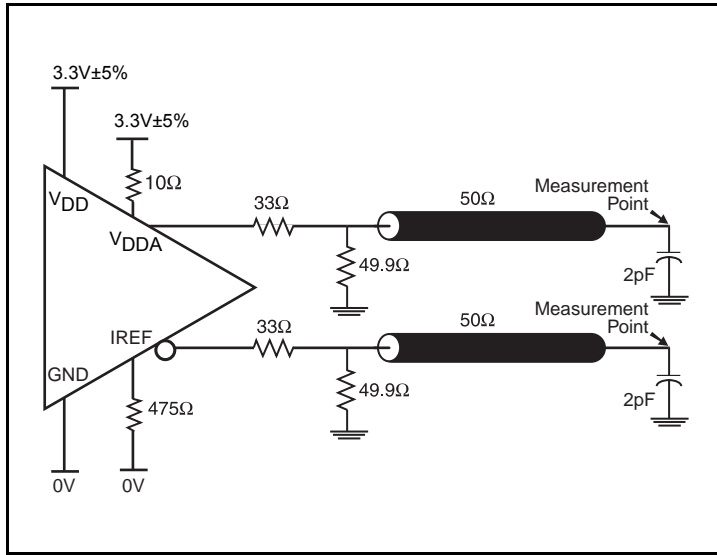 3.3V±5%
3.3V±5%
10Ω
VDD
VDDA
33Ω
50Ω
Measurement
Point
49.9Ω
2pF
IREF
33Ω
50Ω
Measurement
Point
GND
475Ω
49.9Ω
2pF
0V
0V